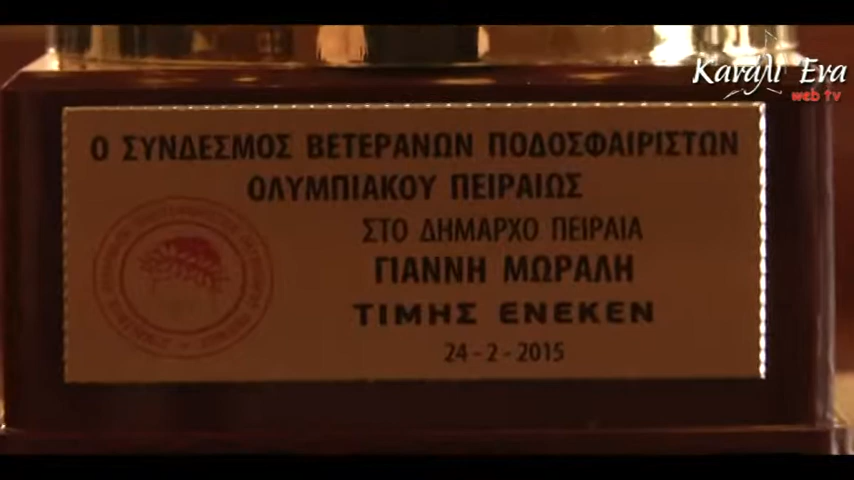 Κανάλι Ένα
web tv
Ο ΣΥΝΔΕΣΜΟΣ ΒΕΤΕΡΑΝΩΝ ΠΟΔΟΣΦΑΙΡΙΣΤΩΝ
ΟΛΥΜΠΙΑΚΟΥ ΠΕΙΡΑΙΩΣ
ΣΤΟ ΔΗΜΑΡΧΟ ΠΕΙΡΑΙΑ
ΓΙΑΝΝΗ ΜΩΡΑΛΗ
ΤΙΜΗΣ ΕΝΕΚΕΝ
24 - 2 - 2015